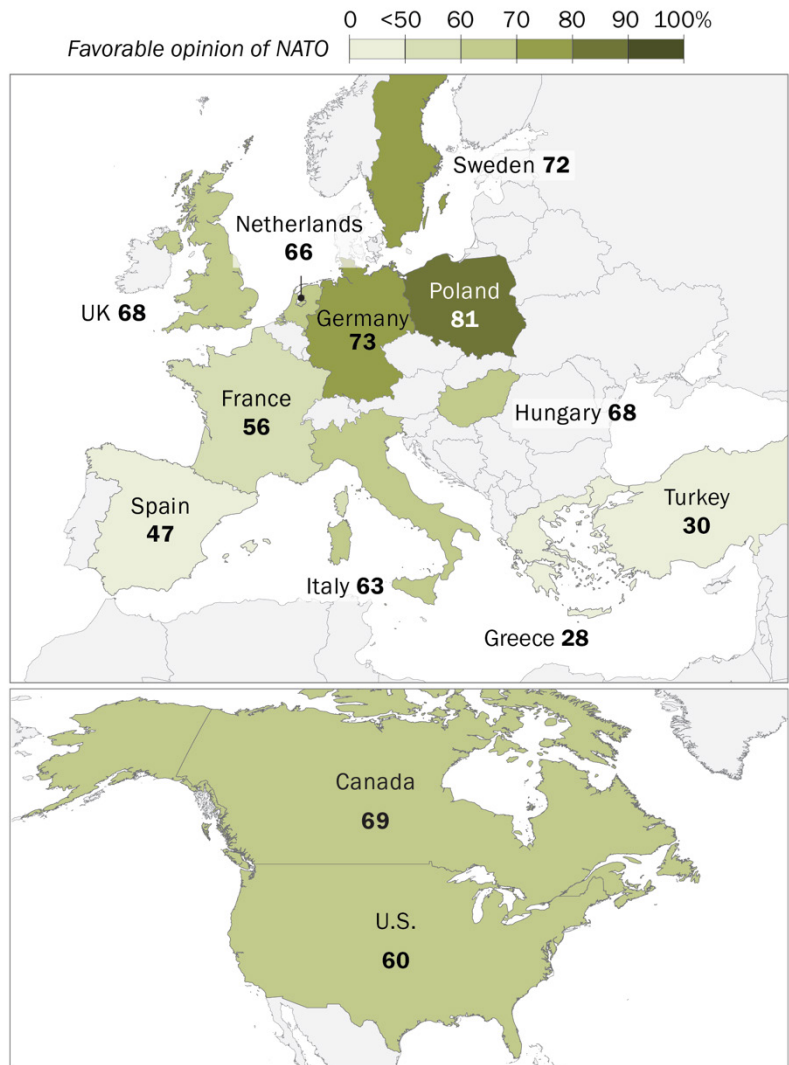 0 <50 60 70 80 90 100%
Favorable opinion of NATO
Sweden 72
Netherlands
66
UK 68
Germany
73
Poland
81
France
56
Hungary 68
Spain
47
Turkey
30
Italy 63
Greece 28
Canada
69
U.S.
60